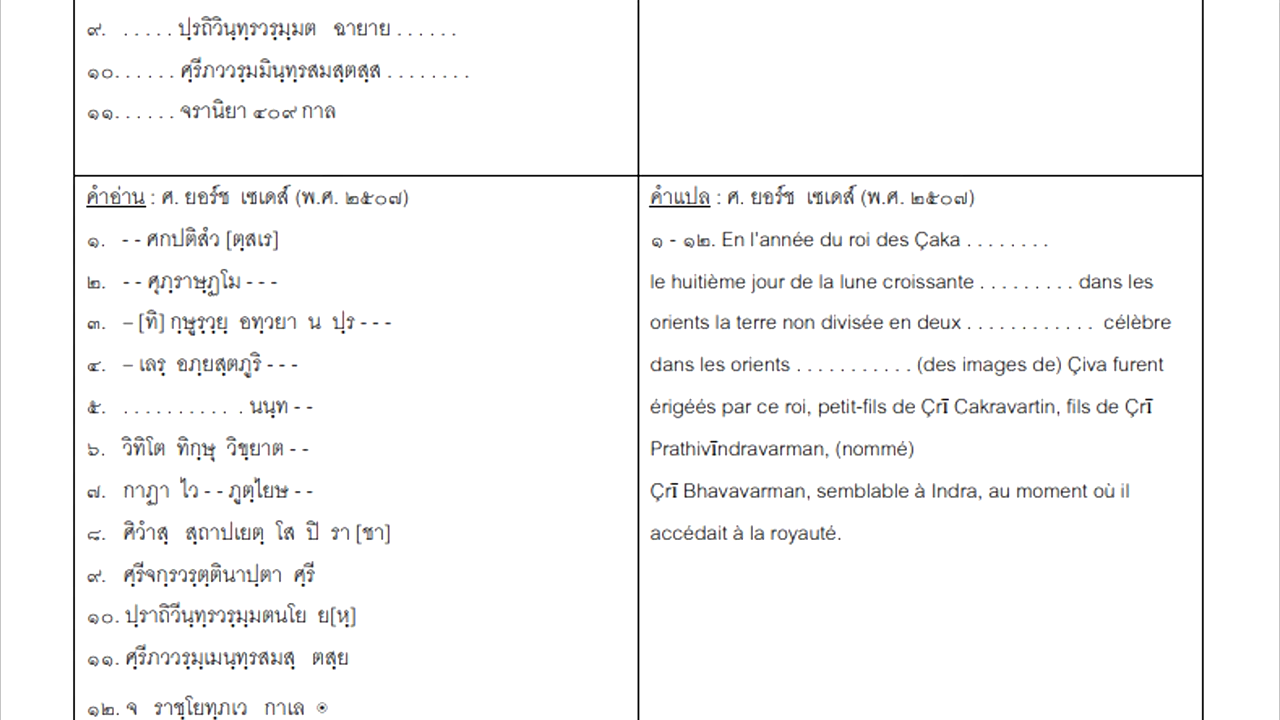 ๙. . . . . . ปฺรถิวินฺทฺรวรฺมฺมต ฉายาย . . . . . .
๑๐. . . . . . ศฺรีภววรฺมมินฺทฺรสมสฺตสฺส . . . . . . . .
๑๑. . . . . . จรานิยา ๔๐๙ กาล
คำอ่าน : ศ. ยอร์ช เซเดส์ (พ.ศ. ๒๕๐๗)
๑. - - ศกปติสํว [ตฺสเร]
๒. - - ศุภฺราษฺฏโม - - -
๓. – [ทิ] กฺษูรฺวฺยฺ อทฺวยา น ปฺร - - -
๔. – เลรฺ อภฺยสฺตภูริ - - -
๕. . . . . . . . . . . . นนฺท - -
๖. วิทิโต ทิกฺษุ วิขฺยาต - -
๗. กาฏา ไว - - ภูตฺไยษ - -
๘. ศิวําสฺ สฺถาปเยตฺ โส ปิ รา [ชา]
๙. ศฺรีจกฺรวรฺตฺตินาปฺตา ศฺรี
๑๐. ปฺราถิวีนฺทฺรวรฺมฺมตนโย ย[หฺ]
๑๑. ศฺรีภววรฺมฺเมนฺทฺรสมสฺ ตสฺย
๑๒. จ ราชฺโยทฺภเว กาเล ๏
คำแปล : ศ. ยอร์ช เซเดส์ (พ.ศ. ๒๕๐๗)
๑ - ๑๒. En l'année du roi des Çaka . . . . . . . .
le huitième jour de la lune croissante . . . . . . . . . dans les
orients la terre non divisée en deux . . . . . . . . . . . . célèbre
dans les orients . . . . . . . . . . . (des images de) Çiva furent
érigéés par ce roi, petit-fils de Çrī Cakravartin, fils de Çrī
Prathivīndravarman, (nommé)
Çrī Bhavavarman, semblable à Indra, au moment où il
accédait à la royauté.